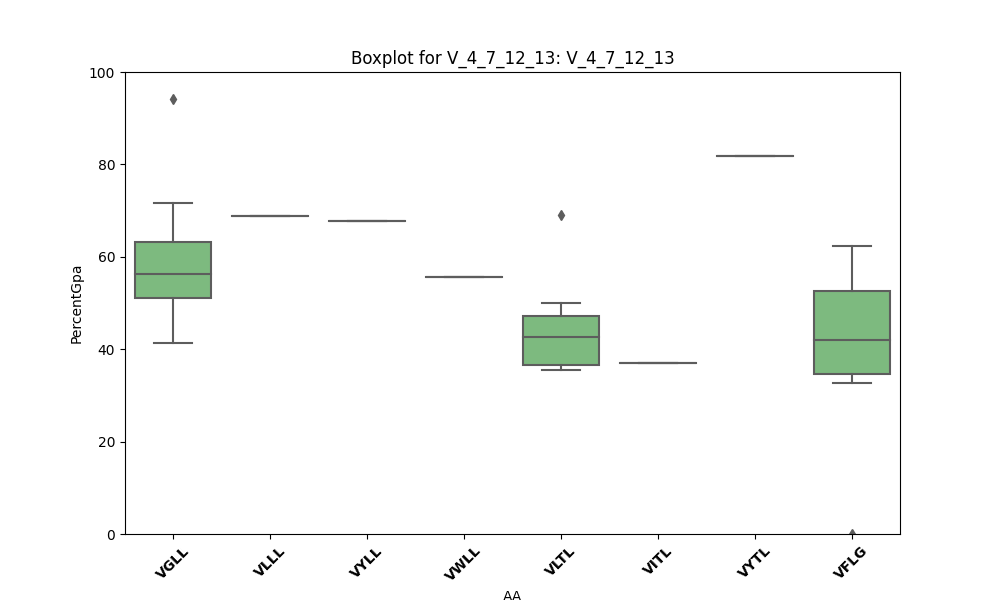 Boxplot for V_4_7_12_13: V_4_7_12_13
PercentGpa
100
80
60
40
20
0
VGLL
VLLL
VYLL
VWLL
VLTL
VITL
VYTL
VFLG
AA